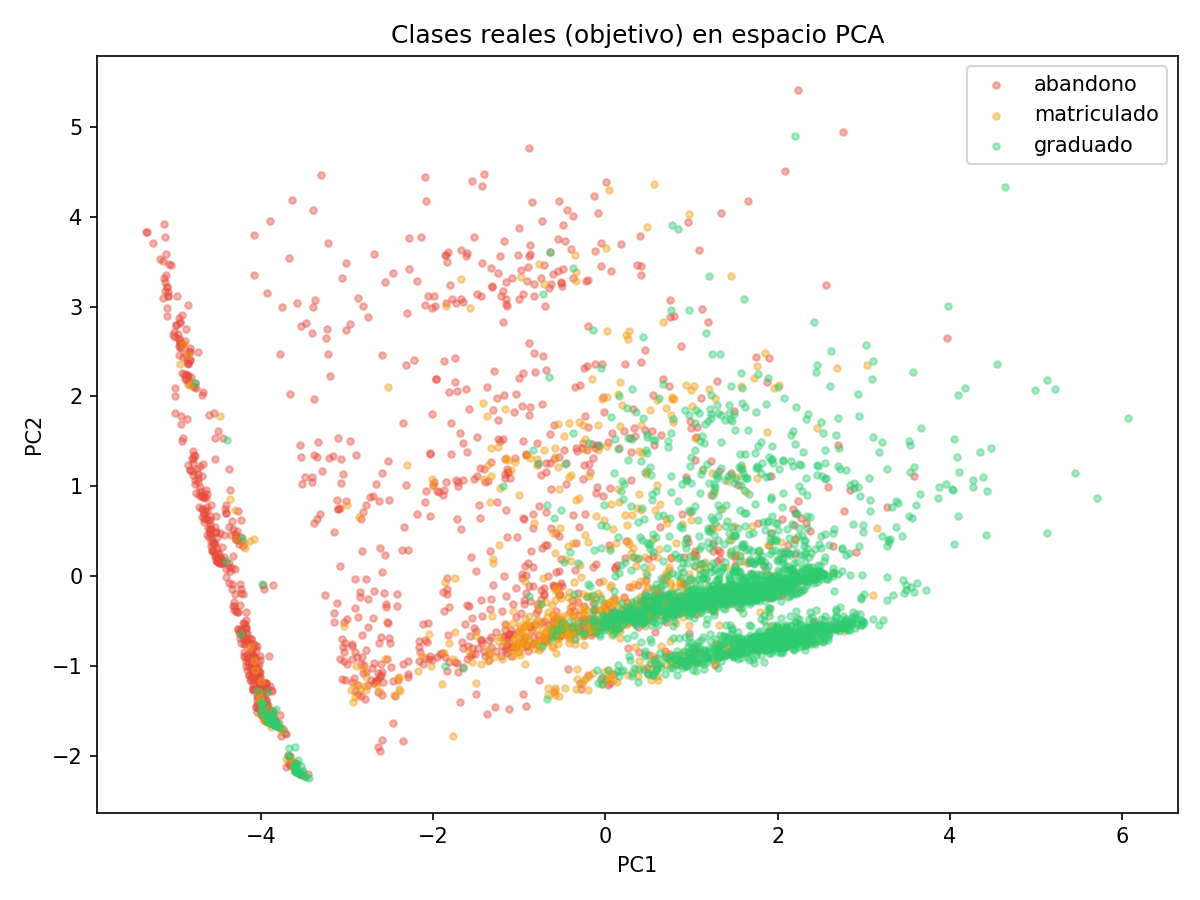 Clases reales (objetivo) en espacio PCA
abandono
matriculado
graduado
5
4
3
2
1
0
−1
−2
PC2
−4
−2
0
2
4
6
PC1